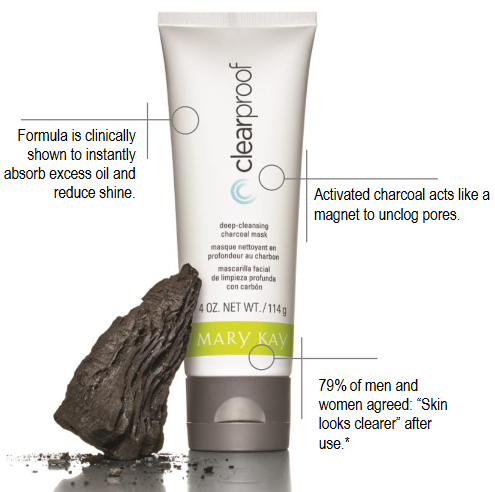 clearproof
deep-cleansing
charcoal mask
masque nettoyant en
profondeur au charbon
mascarilla facial
de limpieza profunda
con carbón
4 OZ. NET WT./114 g
MARY KAY
Formula is clinically
shown to instantly
absorb excess oil and
reduce shine.
Activated charcoal acts like a
magnet to unclog pores.
79% of men and
women agreed: “Skin
looks clearer” after
use.*